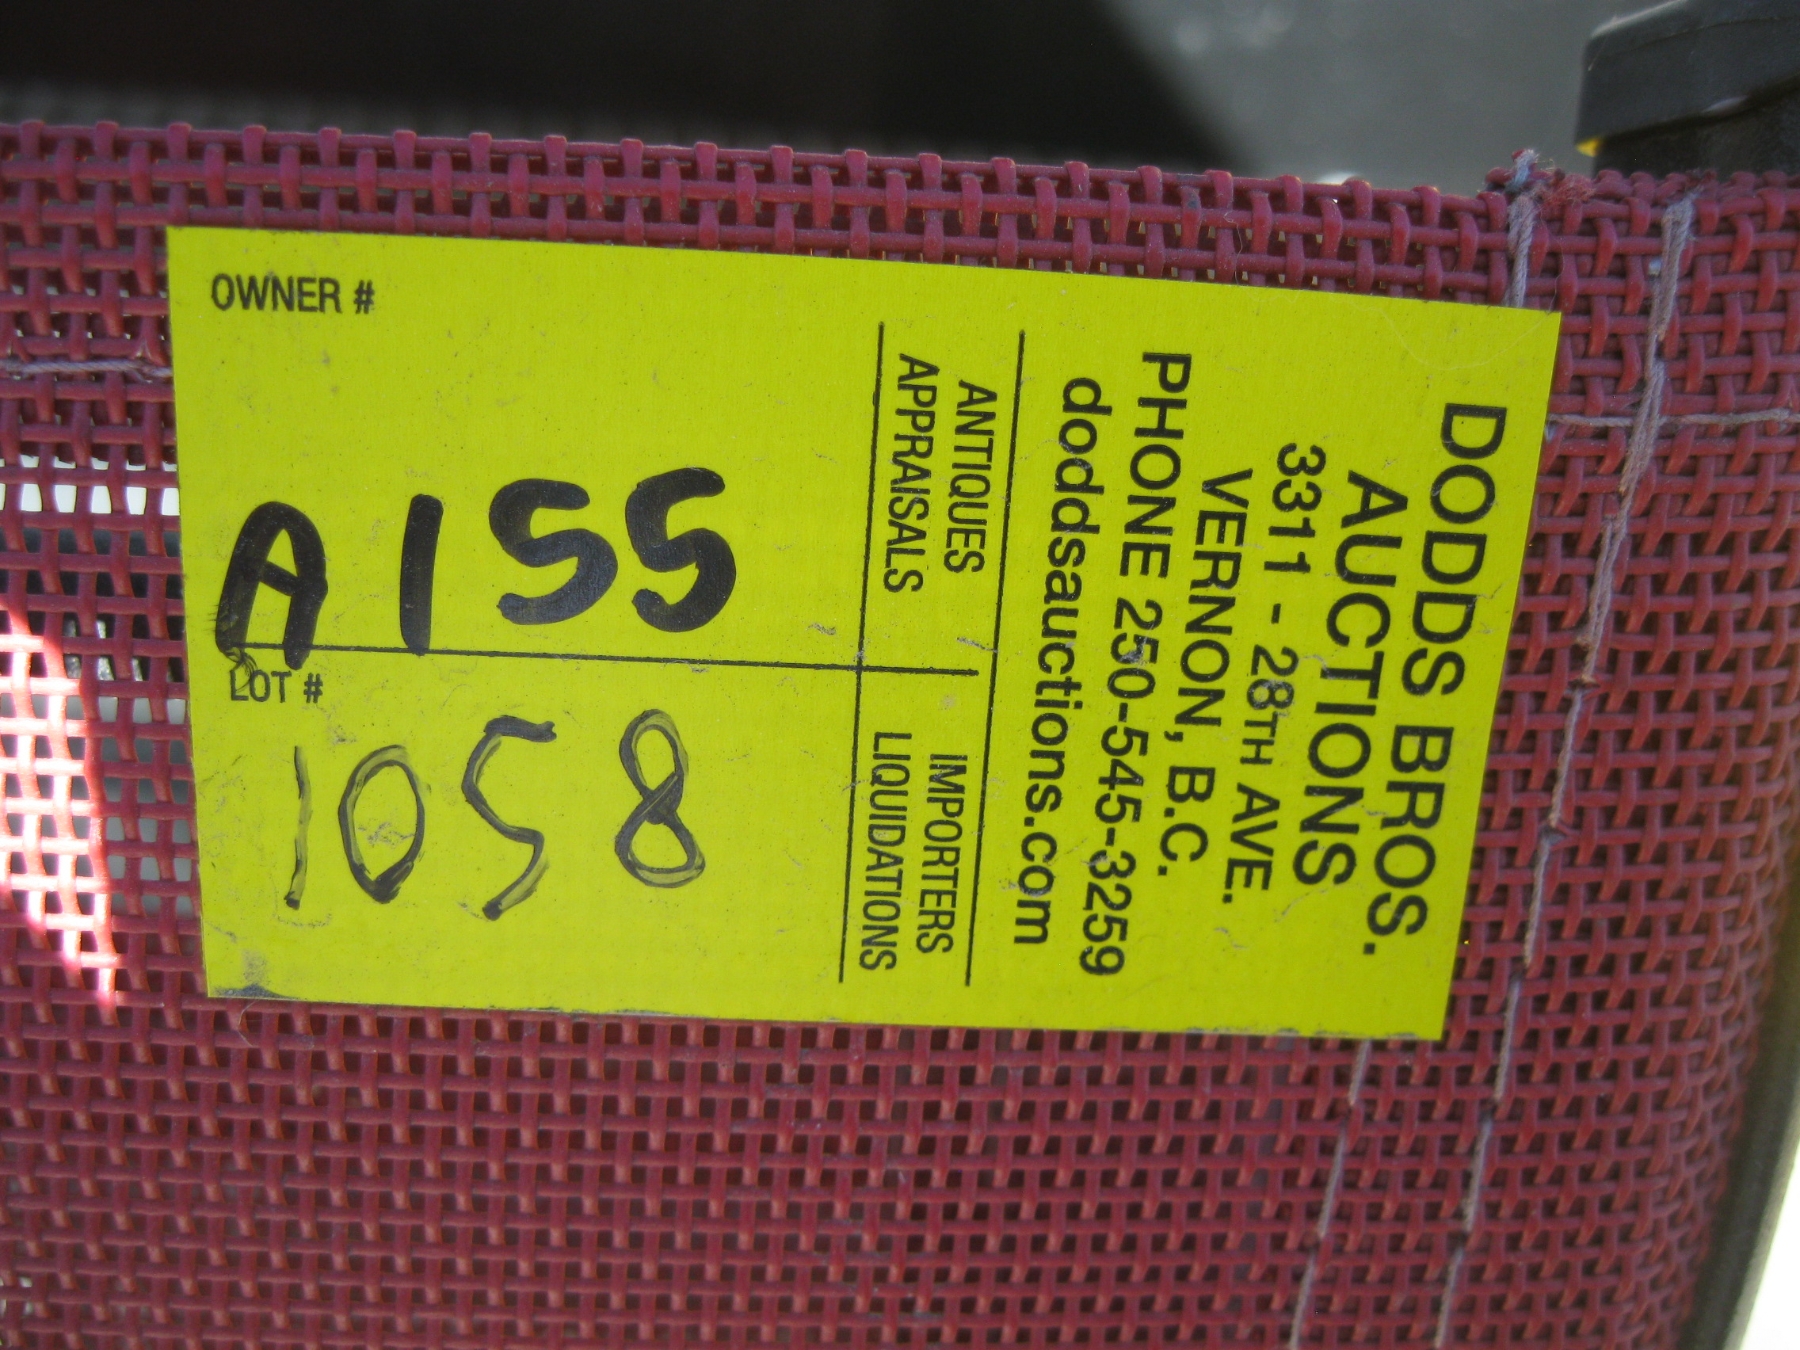 DODDS BROS.
AUCTIONS
3311 - 28TH AVE.
VERNON, B.C.
PHONE 250-545-3259
doddsauctions.com
ANTIQUES
APPRAISALS
IMPORTERS
LIQUIDATIONS
OWNER #
A155
LOT #
1058